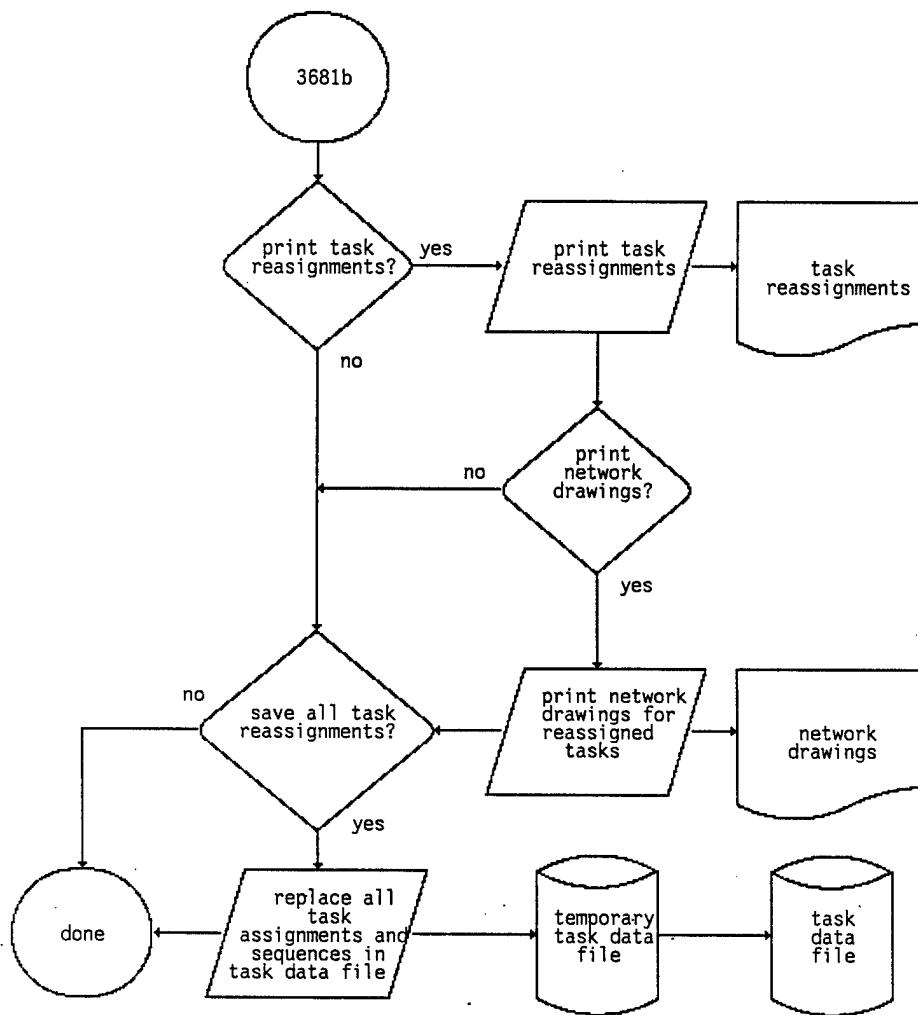 3681b
print task
reasignments?
yes
print task
reassignments
task
reassignments
no
print
network
drawings?
no
yes
no
save all task
reassignments?
print network
drawings for
reassigned
tasks
network
drawings
yes
done
replace all
task
assignments and
sequences in
task data file
temporary
task data
file
task
data
file